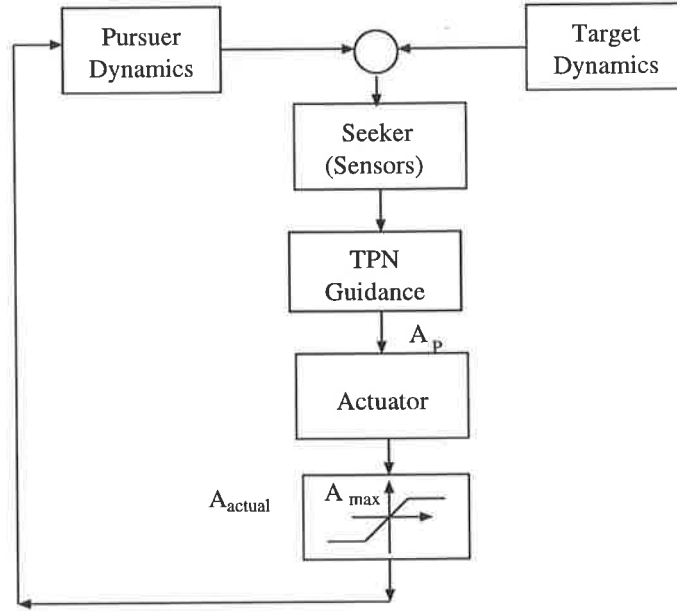 Pursuer
Dynamics
Target
Dynamics
Seeker
(Sensors)
TPN
Guidance
A_P
Actuator
A_actual
A_max